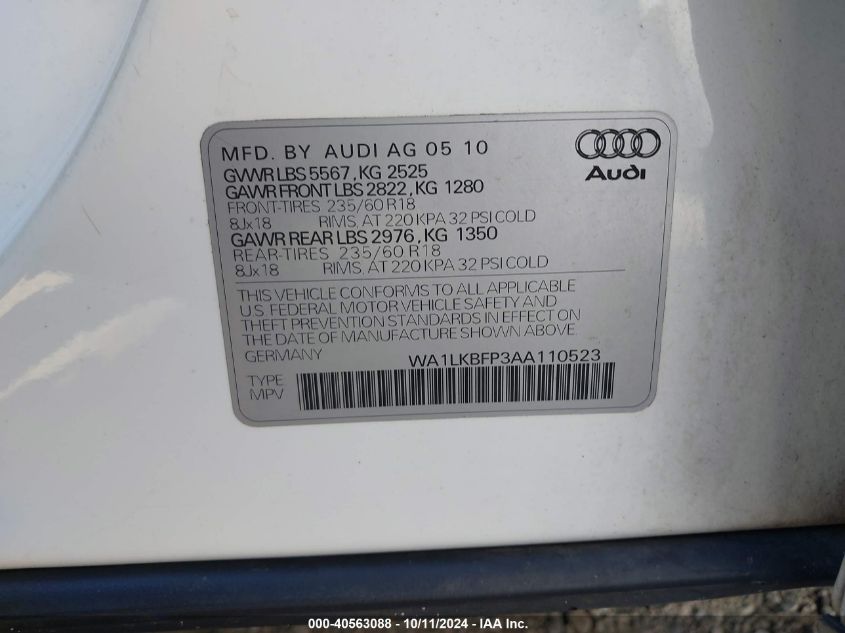 MFD. BY AUDI AG 05 10
GVWR LBS 5567, KG 2525
GAWR FRONT LBS 2822, KG 1280
FRONT-TIRES 235/60 R18
8Jx18 RIMS, AT 220 KPA 32 PSI COLD
GAWR REAR LBS 2976, KG 1350
REAR-TIRES 235/60 R18
8Jx18 RIMS, AT 220 KPA 32 PSI COLD
Audi
THIS VEHICLE CONFORMS TO ALL APPLICABLE
U.S. FEDERAL MOTOR VEHICLE SAFETY AND
THEFT PREVENTION STANDARDS IN EFFECT ON
THE DATE OF MANUFACTURE SHOWN ABOVE.
GERMANY WA1LKBFP3AA110523
TYPE
MPV
000-40563088 - 10/11/2024 - IAA Inc.